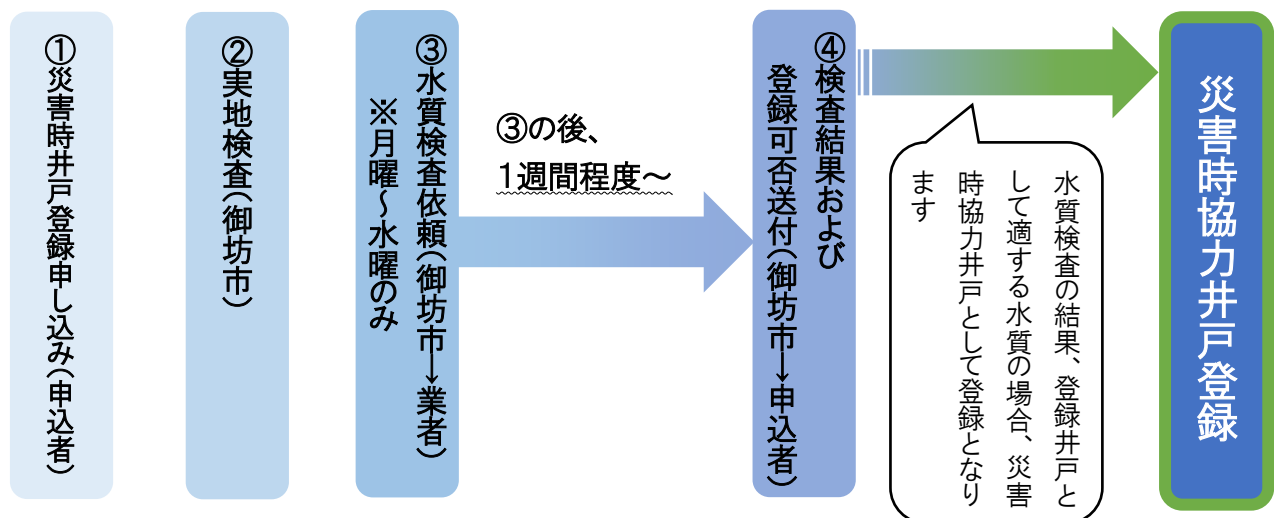 ①災害時井戸登録申し込み（申込者）
②実地検査（御坊市）
③水質検査依頼（御坊市→業者）
※月曜～水曜のみ
③の後、
1週間程度～
④検査結果および
登録可否送付（御坊市→申込者）
水質検査の結果、登録井戸と
して適する水質の場合、災害
時協力井戸として登録となり
ます
災害時協力井戸登録